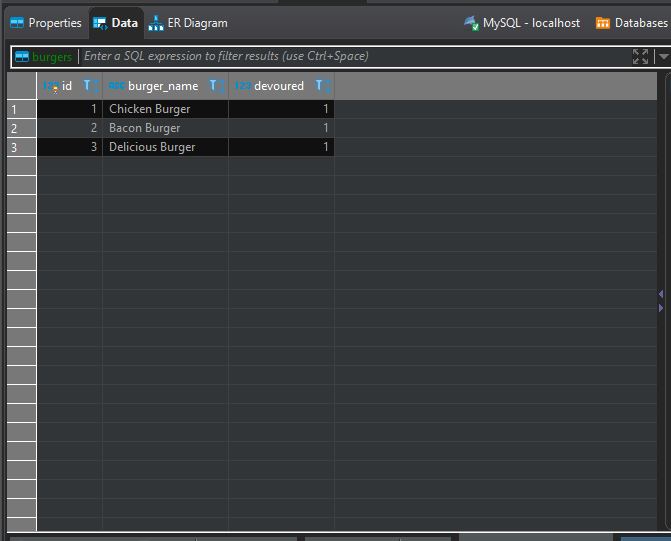 Properties Data ER Diagram MySQL - localhost Databases
burgers Enter a SQL expression to filter results (use Ctrl+Space)
123 id ABC burger_name 123 devoured
1 1 Chicken Burger 1
2 2 Bacon Burger 1
3 3 Delicious Burger 1